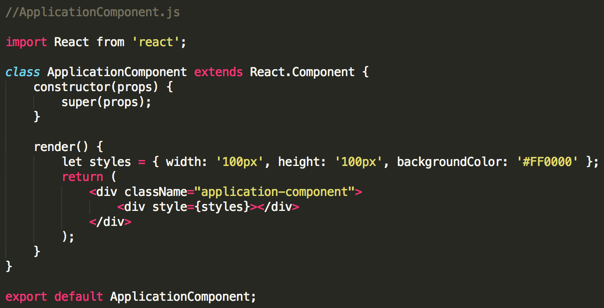 //ApplicationComponent.js
import React from 'react';
class ApplicationComponent extends React.Component {
constructor(props) {
super(props);
}
render() {
let styles = { width: '100px', height: '100px', backgroundColor: '#FF0000' };
return (
<div className="application-component">
<div style={styles}></div>
</div>
);
}
}
export default ApplicationComponent;